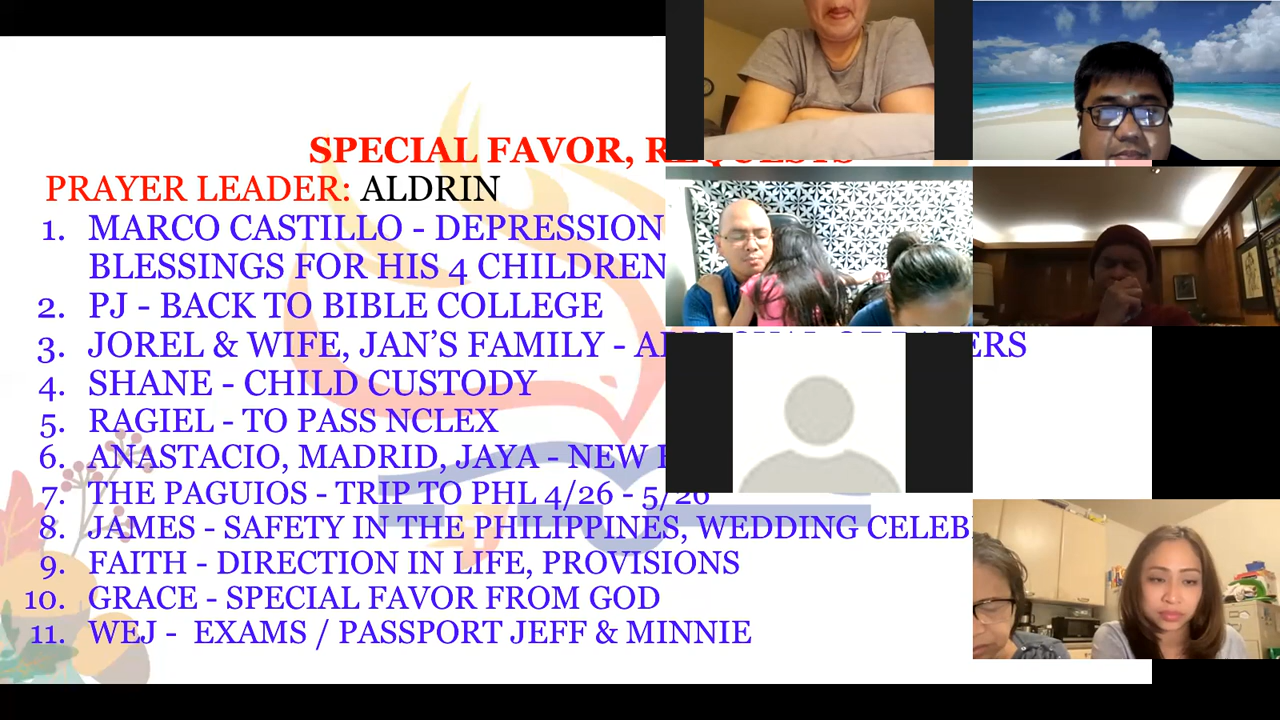 SPECIAL FAVOR, REQUESTS
PRAYER LEADER: ALDRIN
1. MARCO CASTILLO - DEPRESSION
BLESSINGS FOR HIS 4 CHILDREN
2. PJ - BACK TO BIBLE COLLEGE
3. JOREL & WIFE, JAN'S FAMILY -
4. SHANE - CHILD CUSTODY
5. RAGIEL - TO PASS NCLEX
6. ANASTACIO, MADRID, JAYA - NEW
7. THE PAGUIOS - TRIP TO PHL 4/26 - 5/26
8. JAMES - SAFETY IN THE PHILIPPINES, WEDDING
9. FAITH - DIRECTION IN LIFE, PROVISIONS
10. GRACE - SPECIAL FAVOR FROM GOD
11. WEJ - EXAMS / PASSPORT JEFF & MINNIE